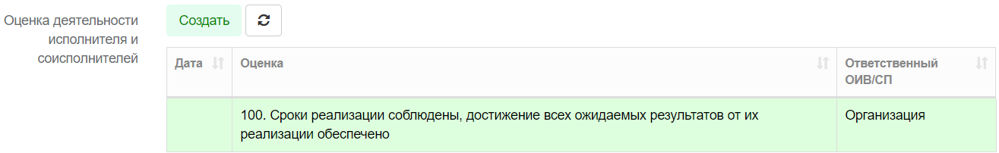 Оценка деятельности
исполнителя и
соисполнителей
Создать
Дата
Оценка
Ответственный
ОИВ/СП
100. Сроки реализации соблюдены, достижение всех ожидаемых результатов от их
реализации обеспечено
Организация